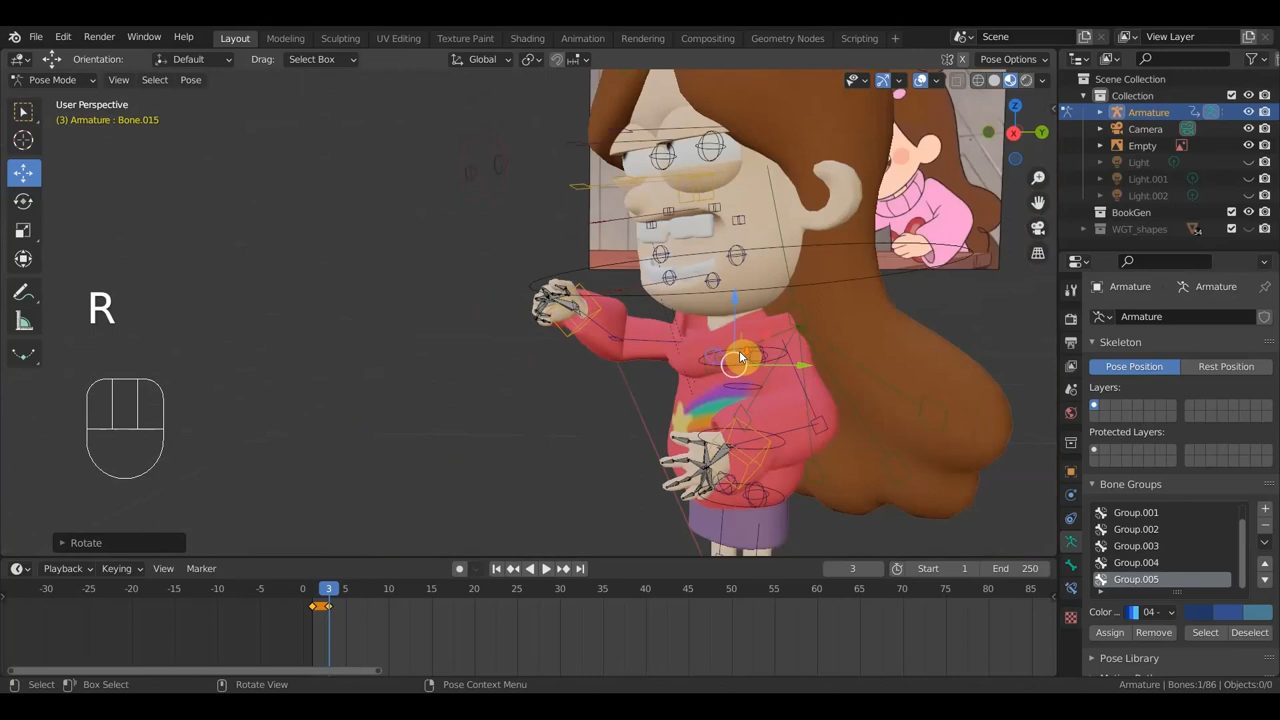 File Edit Render Window Help Layout Modeling Sculpting UV Editing Texture Paint Shading Animation Rendering Compositing Geometry Nodes Scripting + Scene View Layer
Orientation: Default Drag: Select Box Global Pose Options
Pose Mode View Select Pose
User Perspective
(3) Armature : Bone.015
X
Y
Z
R
Rotate
Scene Collection
Collection
Armature
Camera
Empty
Light
Light.001
Light.002
BookGen
WGT_shapes
Armature Armature
Armature
Skeleton
Pose Position Rest Position
Layers:
Protected Layers:
Bone Groups
Group.001
Group.002
Group.003
Group.004
Group.005
Color... 04 -
Assign Remove Select Deselect
Pose Library
Playback Keying View Marker 3 Start 1 End 250
-30 -25 -20 -15 -10 -5 0 3 5 10 15 20 25 30 35 40 45 50 55 60 65 70 75 80 85
Select Box Select Rotate View Pose Context Menu Armature | Bones:1/86 | Objects:0/0